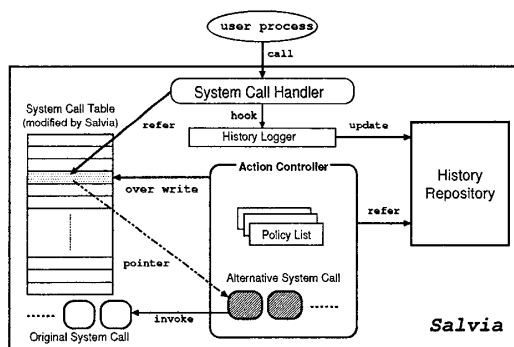 user process
call
System Call Handler
System Call Table
(modified by Salvia)
refer
hook
History Logger
update
History
Repository
Action Controller
over write
refer
Policy List
pointer
Alternative System Call
......
......
invoke
Original System Call
Salvia